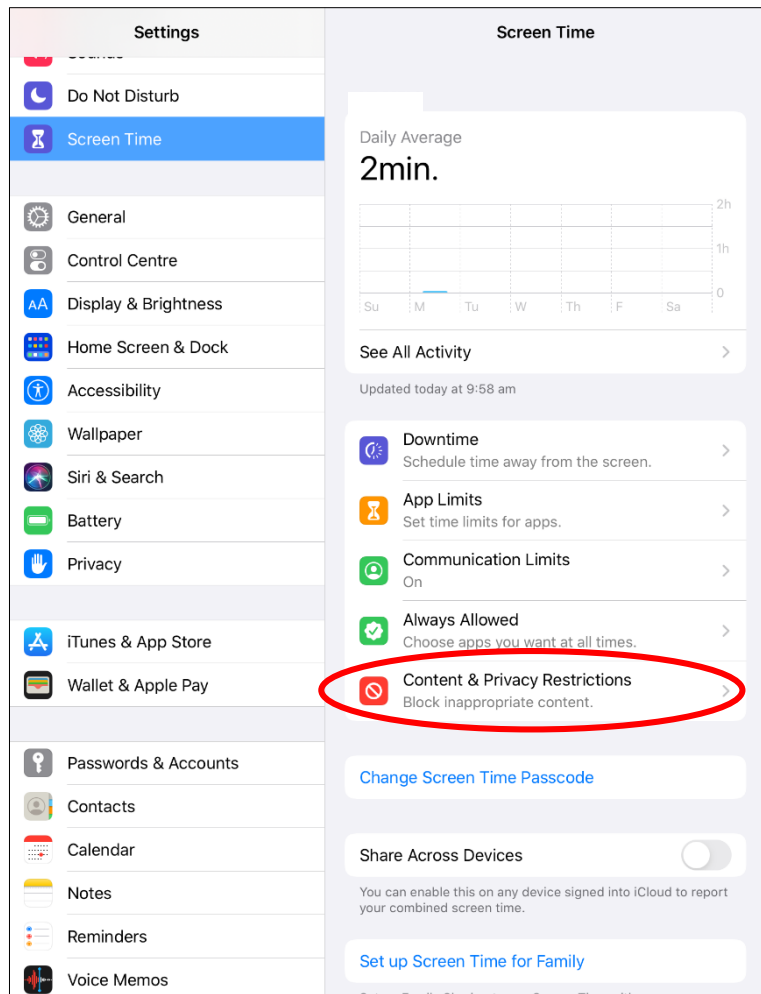 Settings
Do Not Disturb
Screen Time
General
Control Centre
AA Display & Brightness
Home Screen & Dock
Accessibility
Wallpaper
Siri & Search
Battery
Privacy
iTunes & App Store
Wallet & Apple Pay
Passwords & Accounts
Contacts
Calendar
Notes
Reminders
Voice Memos
Screen Time
Daily Average
2min.
2h
1h
0
Su M Tu W Th F Sa
See All Activity
Updated today at 9:58 am
Downtime
Schedule time away from the screen.
App Limits
Set time limits for apps.
Communication Limits
On
Always Allowed
Choose apps you want at all times.
Content & Privacy Restrictions
Block inappropriate content.
Change Screen Time Passcode
Share Across Devices
You can enable this on any device signed into iCloud to report
your combined screen time.
Set up Screen Time for Family